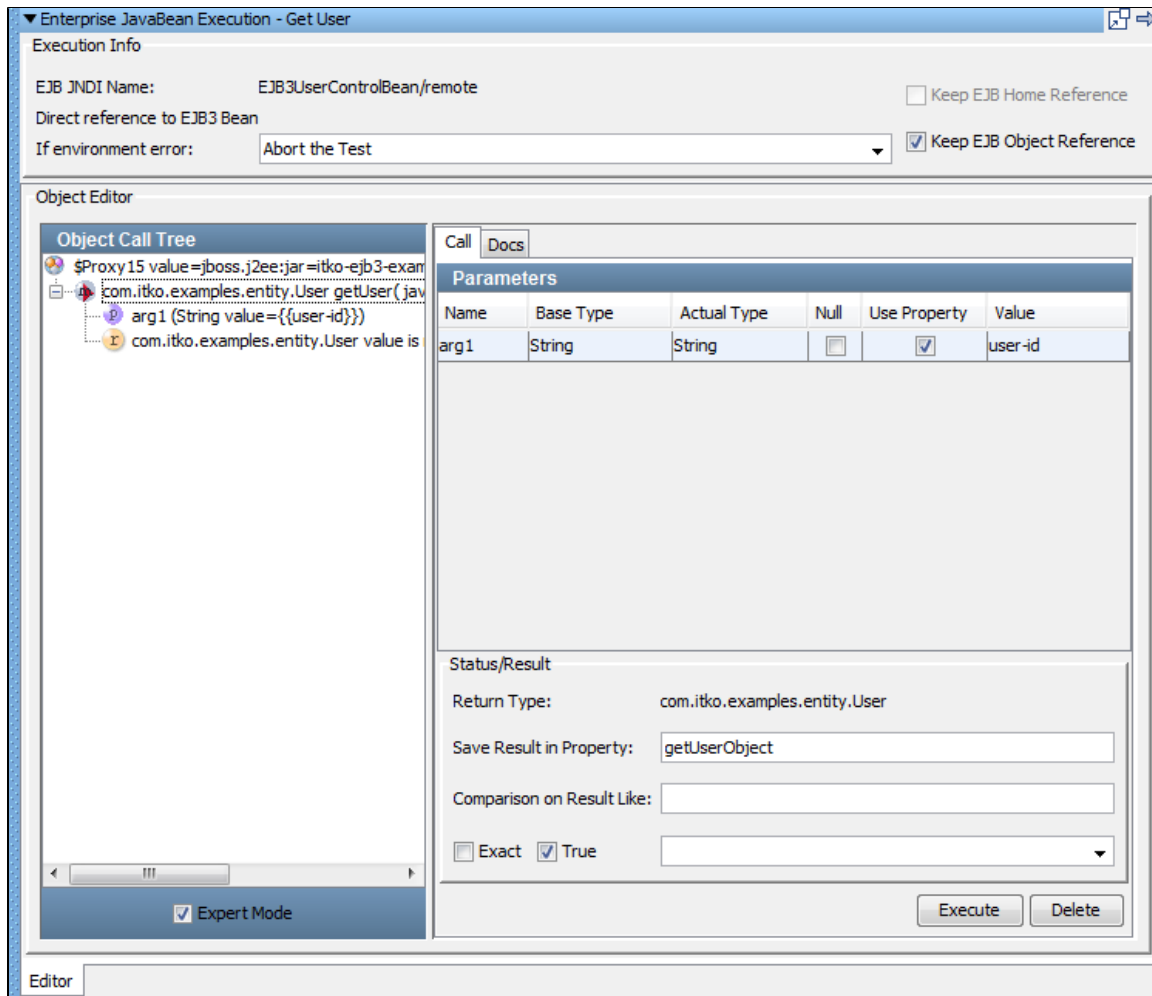 Enterprise JavaBean Execution - Get User
Execution Info
EJB JNDI Name: EJB3UserControlBean/remote
Keep EJB Home Reference
Direct reference to EJB3 Bean
If environment error: Abort the Test
Keep EJB Object Reference
Object Editor
Object Call Tree
$Proxy15 value=jboss.j2ee:jar=itko-ejb3-exam
com.itko.examples.entity.User getUser( jav
arg1 (String value={{user-id}})
com.itko.examples.entity.User value is
Expert Mode
Call Docs
Parameters
Name Base Type Actual Type Null Use Property Value
arg1 String String user-id
Status/Result
Return Type: com.itko.examples.entity.User
Save Result in Property: getUserObject
Comparison on Result Like:
Exact True
Execute Delete
Editor